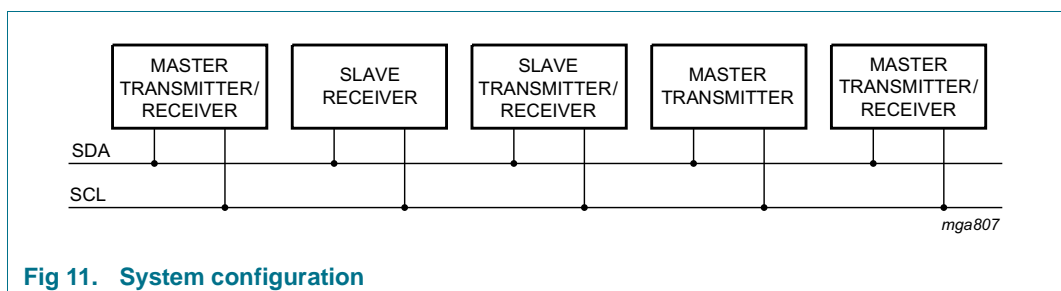 MASTER
TRANSMITTER/
RECEIVER
SLAVE
RECEIVER
SLAVE
TRANSMITTER/
RECEIVER
MASTER
TRANSMITTER
MASTER
TRANSMITTER/
RECEIVER
SDA
SCL
mga807
Fig 11. System configuration